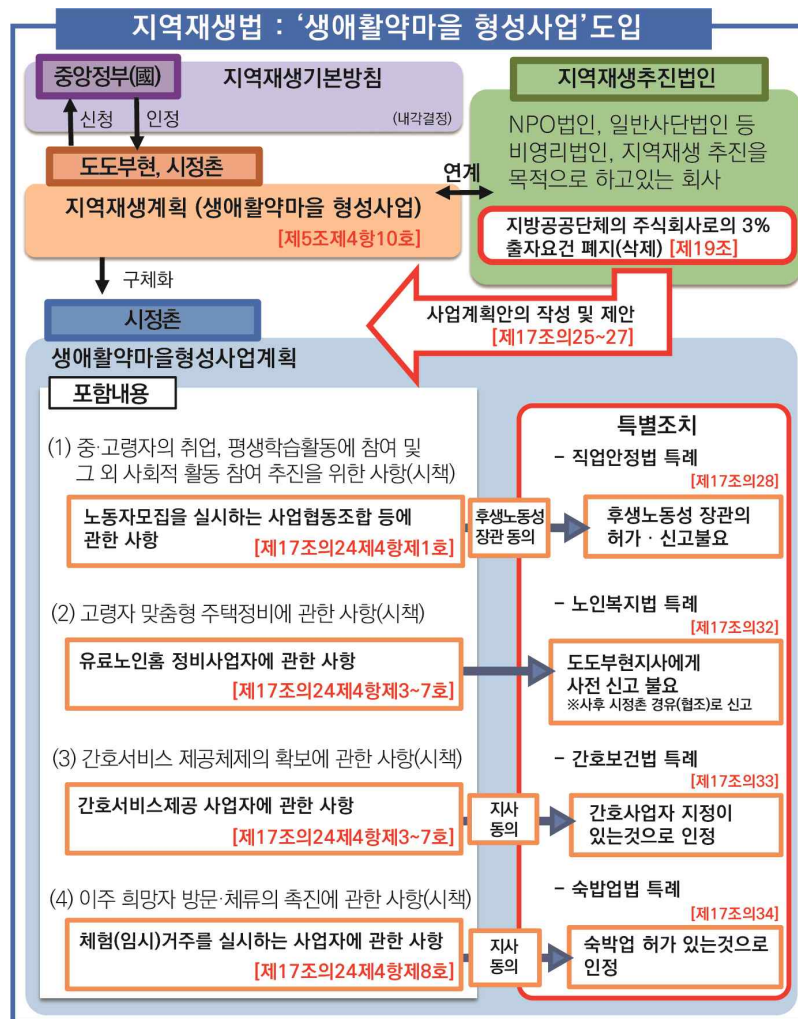 지역재생법 : ‘생애활약마을 형성사업’도입
중앙정부(國)
지역재생기본방침
(내각결정)
신청
인정
도도부현, 시정촌
지역재생계획 (생애활약마을 형성사업)
[제5조제4항10호]
연계
지역재생추진법인
NPO법인, 일반사단법인 등
비영리법인, 지역재생 추진을
목적으로 하고있는 회사
지방공공단체의 주식회사로의 3%
출자요건 폐지(삭제) [제19조]
구체화
사업계획안의 작성 및 제안
[제17조의25~27]
시정촌
생애활약마을형성사업계획
포함내용
(1) 중·고령자의 취업, 평생학습활동에 참여 및
그 외 사회적 활동 참여 추진을 위한 사항(시책)
노동자모집을 실시하는 사업협동조합 등에
관한 사항
[제17조의24제4항제1호]
후생노동성
장관 동의
특별조치
– 직업안정법 특례
[제17조의28]
후생노동성 장관의
허가 · 신고불요
(2) 고령자 맞춤형 주택정비에 관한 사항(시책)
유료노인홈 정비사업자에 관한 사항
[제17조의24제4항제3~7호]
– 노인복지법 특례
[제17조의32]
도도부현지사에게
사전 신고 불요
※사후 시정촌 경유(협조)로 신고
(3) 간호서비스 제공체제의 확보에 관한 사항(시책)
간호서비스제공 사업자에 관한 사항
[제17조의24제4항제3~7호]
지사
동의
– 간호보건법 특례
[제17조의33]
간호사업자 지정이
있는것으로 인정
(4) 이주 희망자 방문·체류의 촉진에 관한 사항(시책)
체험(임시)거주를 실시하는 사업자에 관한 사항
[제17조의24제4항제8호]
지사
동의
– 숙밥업법 특례
[제17조의34]
숙박업 허가 있는것으로
인정